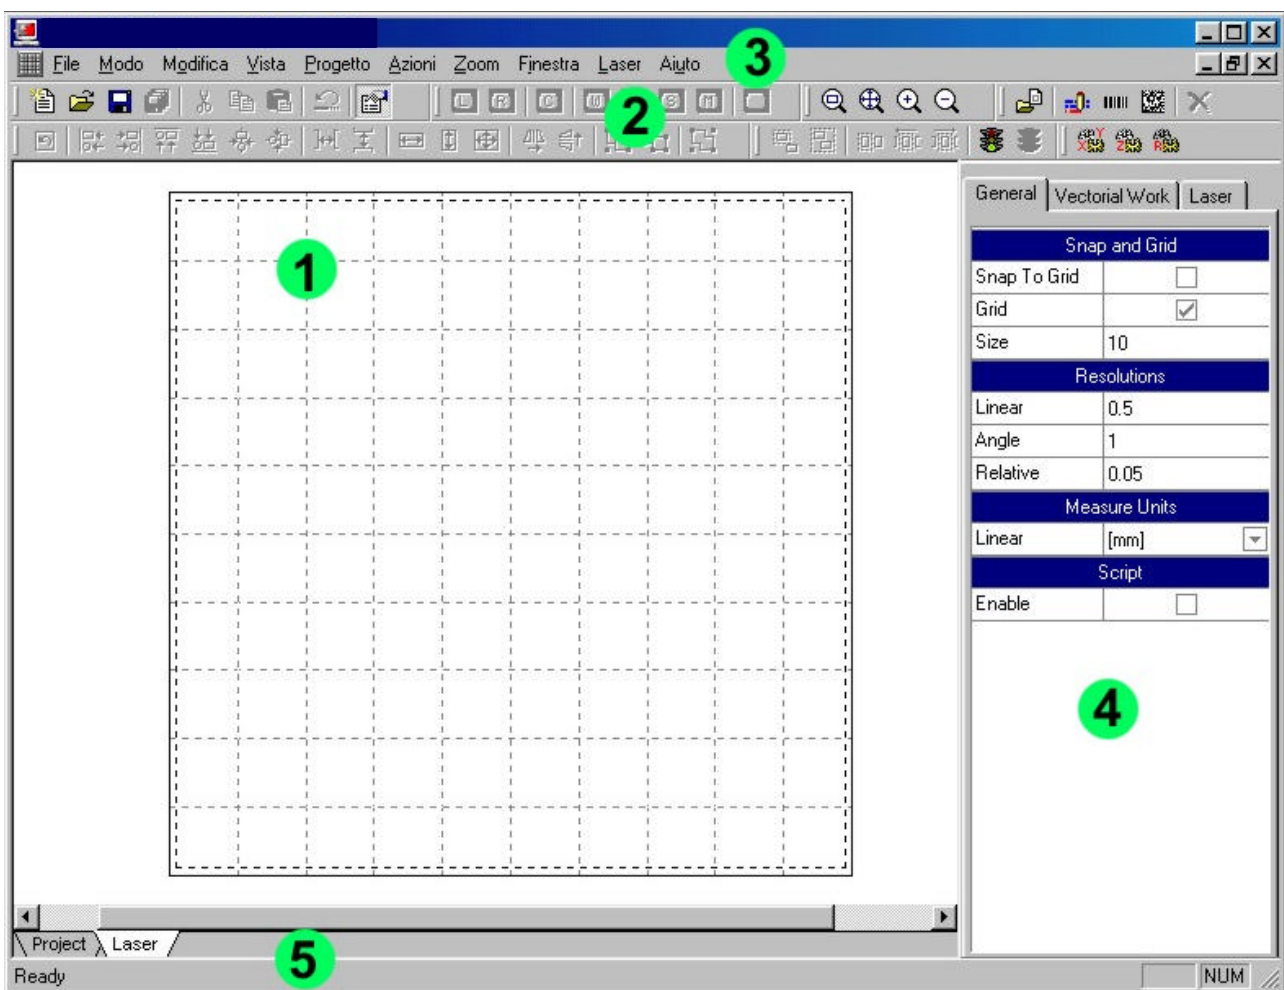 3
File Modo Modifica Vista Progetto Azioni Zoom Finestra Laser Aiuto
L R C W S M
2
X Y Z R
General Vectorial Work Laser
1
Snap and Grid
Snap To Grid
Grid
Size 10
Resolutions
Linear 0.5
Angle 1
Relative 0.05
Measure Units
Linear [mm]
Script
Enable
4
Project Laser
5
Ready NUM